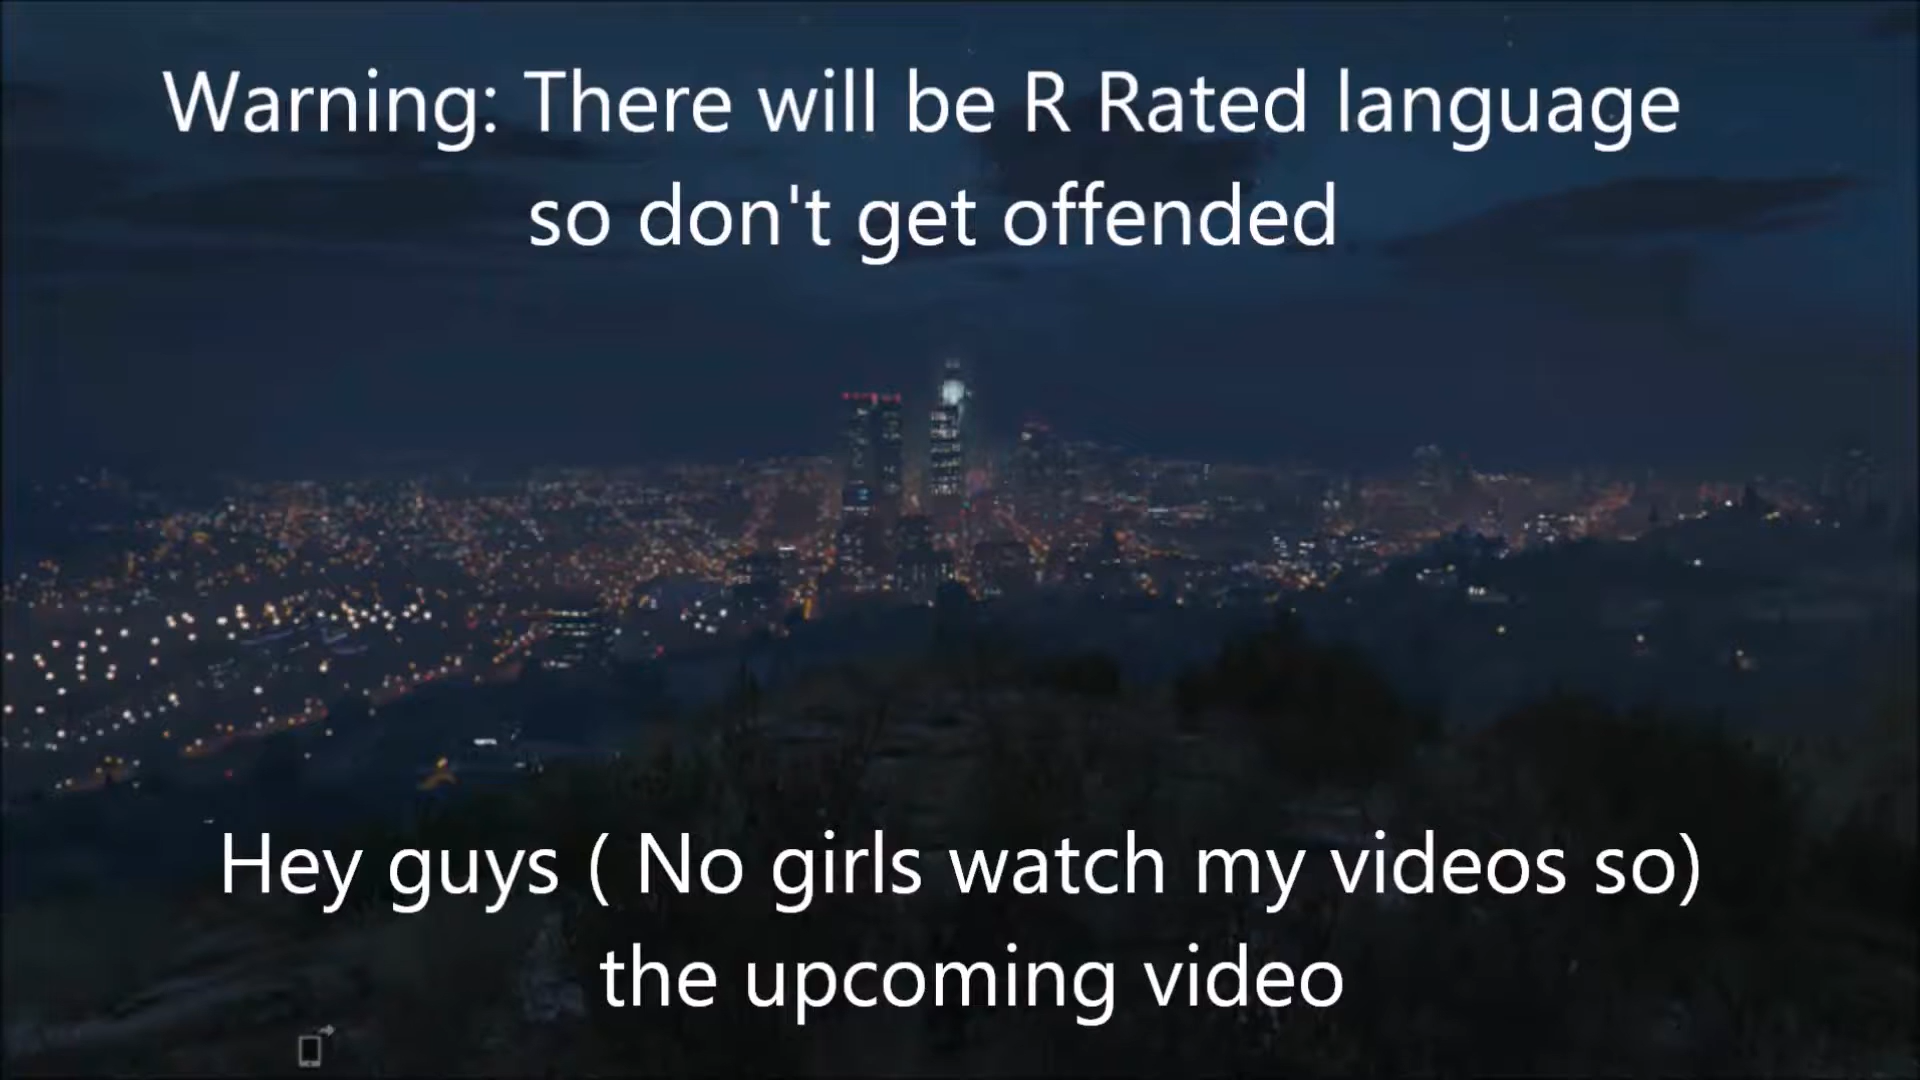 Warning: There will be R Rated language
so don't get offended
Hey guys ( No girls watch my videos so)
the upcoming video